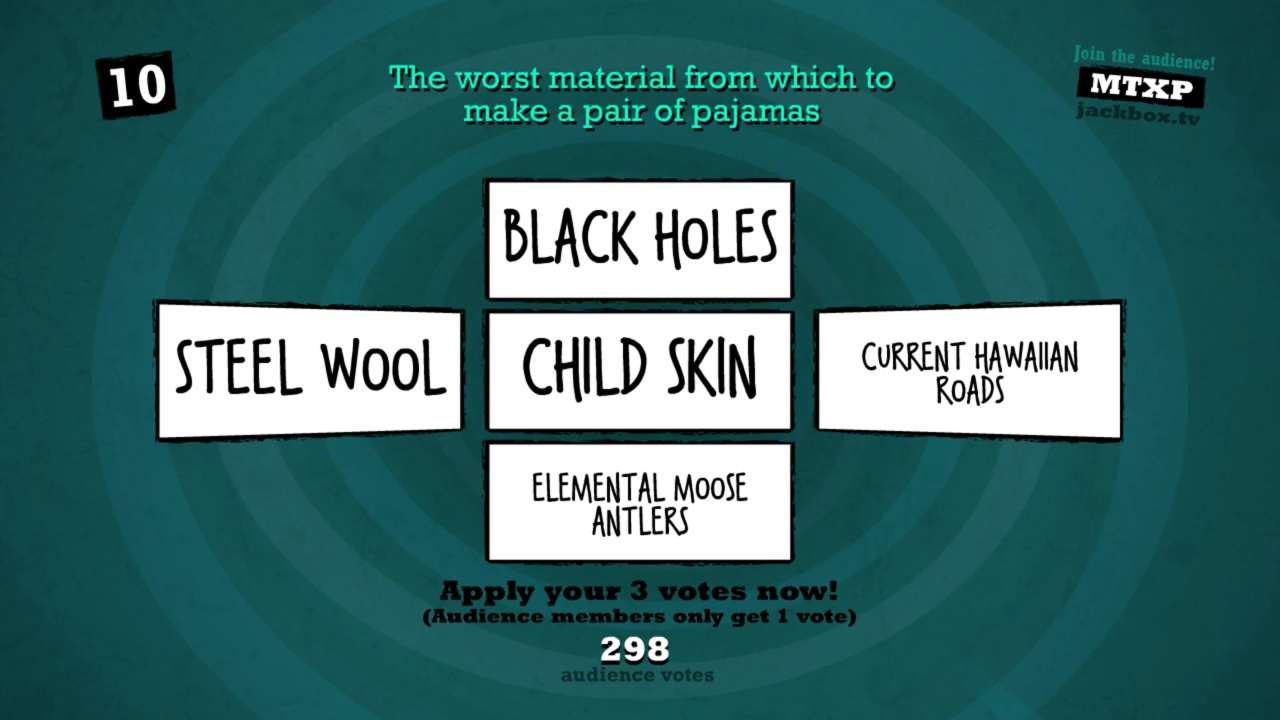 10
The worst material from which to
make a pair of pajamas
Join the audience!
MTXP
jackbox.tv
BLACK HOLES
STEEL WOOL
CHILD SKIN
CURRENT HAWAIIAN
ROADS
ELEMENTAL MOOSE
ANTLERS
Apply your 3 votes now!
(Audience members only get 1 vote)
298
audience votes